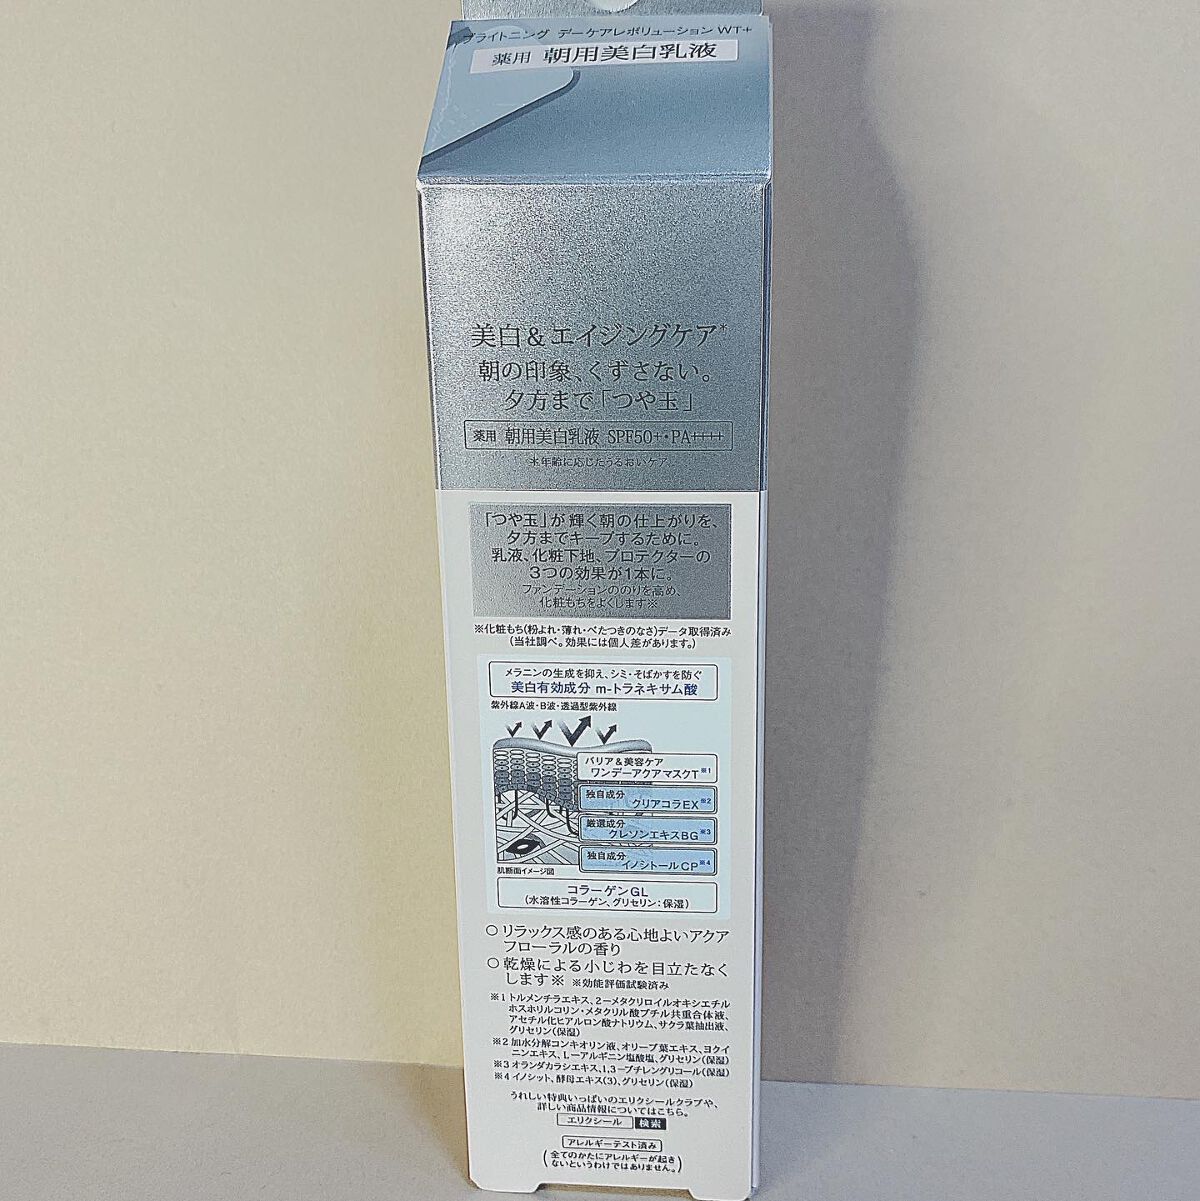 ブライトニング デーケアレボリューション WT+
薬用 朝用美白乳液
美白＆エイジングケア*
朝の印象、くずさない。
夕方まで「つや玉」
薬用 朝用美白乳液 SPF50+・PA++++
＊年齢に応じたうるおいケア。
「つや玉」が輝く朝の仕上がりを、
夕方までキープするために。
乳液、化粧下地、プロテクターの
3つの効果が1本に。
ファンデーションののりを高め、
化粧もちをよくします※
※化粧もち(粉よれ・薄れ・べたつきのなさ)データ取得済み
(当社調べ。効果には個人差があります。)
メラニンの生成を抑え、シミ・そばかすを防ぐ
美白有効成分 m-トラネキサム酸
紫外線A波・B波・透過型紫外線
バリア＆美容ケア
ワンデーアクアマスクT※1
独自成分
クリアコラEX※2
厳選成分
クレソンエキスBG※3
独自成分
イノシトールCP※4
肌断面イメージ図
コラーゲンGL
(水溶性コラーゲン、グリセリン：保湿)
○リラックス感のある心地よいアクア
フローラルの香り
○乾燥による小じわを目立たなく
します※ ※効能評価試験済み
※1 トルメンチラエキス、2－メタクリロイルオキシエチル
ホスホリルコリン・メタクリル酸ブチル共重合体液、
アセチル化ヒアルロン酸ナトリウム、サクラ葉抽出液、
グリセリン(保湿)
※2 加水分解コンキオリン液、オリーブ葉エキス、ヨクイ
ニンエキス、L－アルギニン塩酸塩、グリセリン(保湿)
※3 オランダカラシエキス、1,3－ブチレングリコール(保湿)
※4 イノシット、酵母エキス(3)、グリセリン(保湿)
うれしい特典いっぱいのエリクシールクラブや、
詳しい商品情報についてはこちら。
エリクシール 検索
アレルギーテスト済み
(全てのかたにアレルギーが起き
ないというわけではありません。)